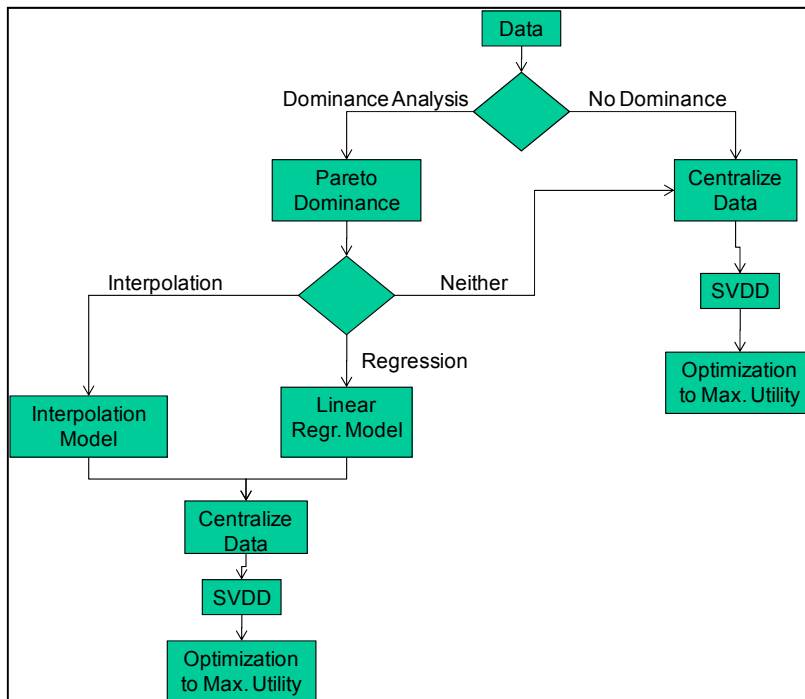 Data
Dominance Analysis
No Dominance
Pareto
Dominance
Centralize
Data
Interpolation
Neither
SVDD
Regression
Optimization
to Max. Utility
Interpolation
Model
Linear
Regr. Model
Centralize
Data
SVDD
Optimization
to Max. Utility